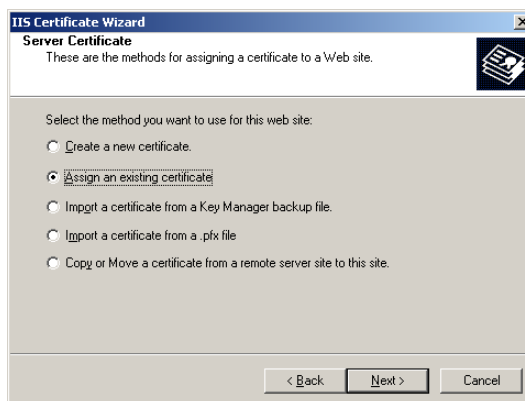 IIS Certificate Wizard
Server Certificate
These are the methods for assigning a certificate to a Web site.
Select the method you want to use for this web site:
Create a new certificate.
Assign an existing certificate
Import a certificate from a Key Manager backup file.
Import a certificate from a .pfx file
Copy or Move a certificate from a remote server site to this site.
< Back Next > Cancel